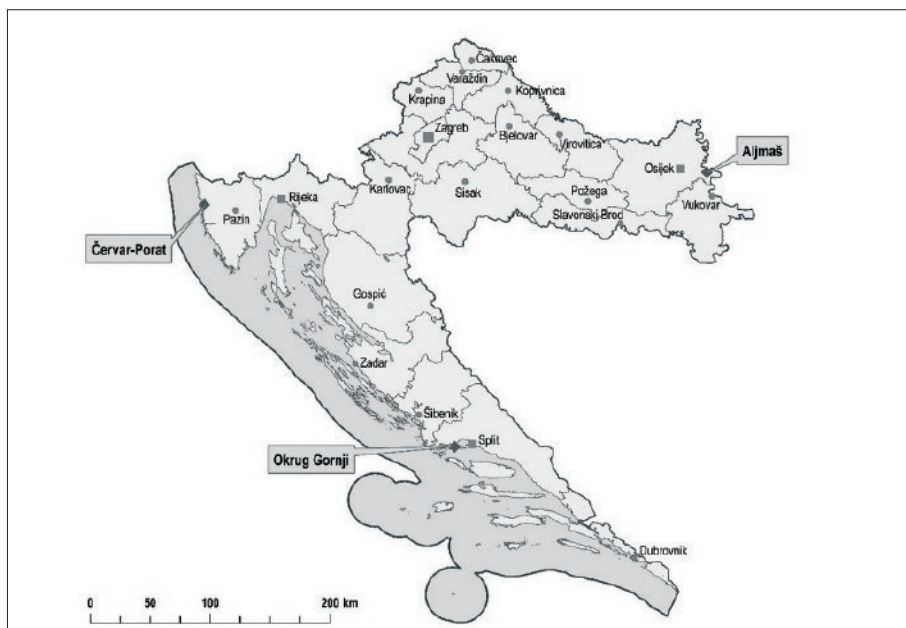 Čakavec
Varaždin
Krapina
Koprivnica
Zagreb
Bjelovar
Virovitica
Aljmaš
Osijek
Karlovac
Sisak
Požega
Vukovar
Slavonski Brod
Rijeka
Pazin
Červar-Porat
Gospić
Zadar
Šibenik
Split
Okrug Gornji
Dubrovnik
0 50 100 200 km